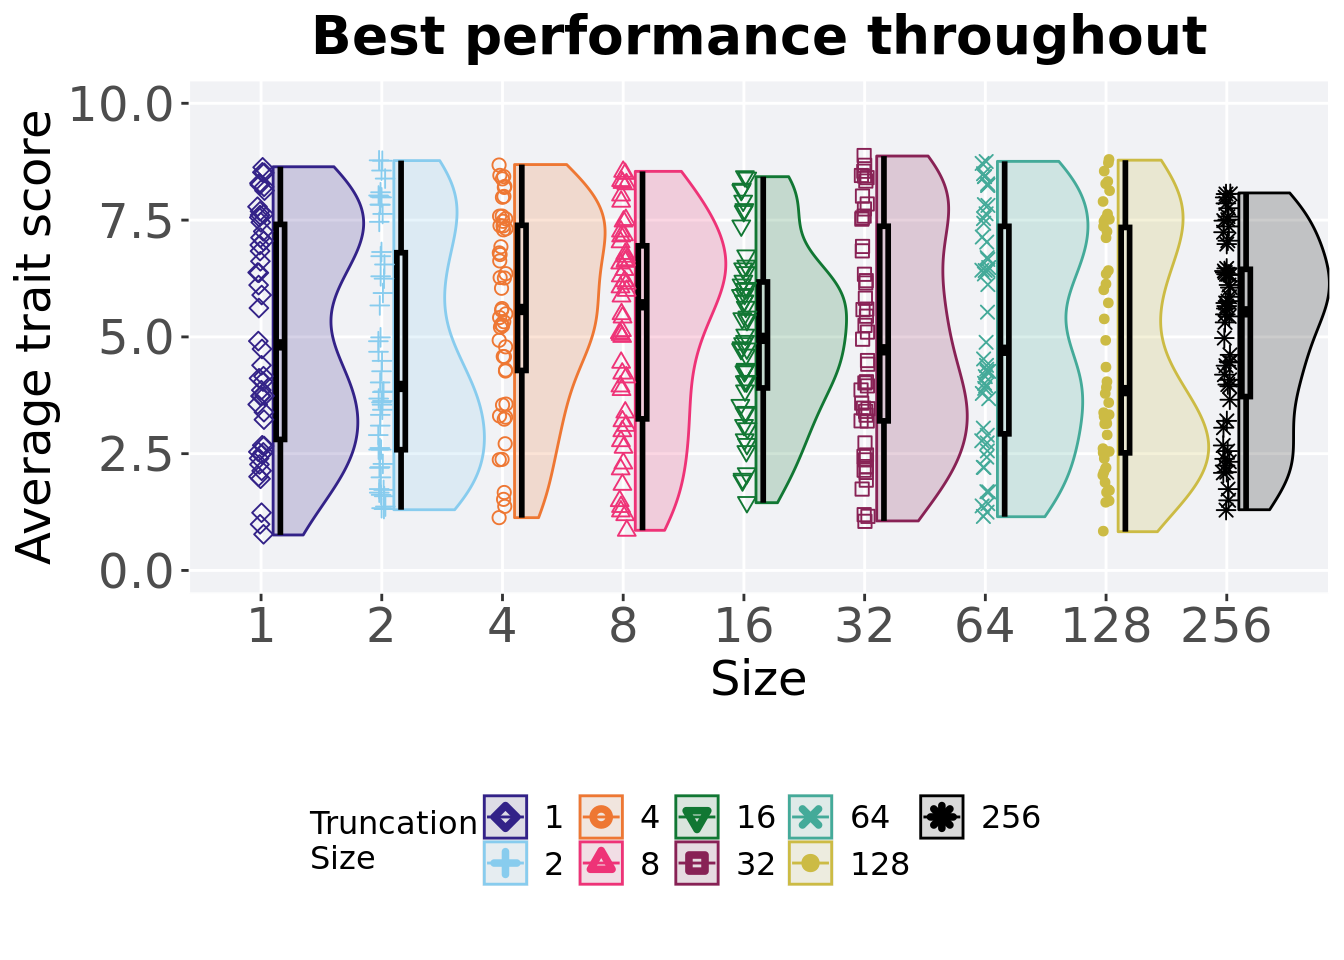 Best performance throughout
Average trait score
10.0
7.5
5.0
2.5
0.0
1 2 4 8 16 32 64 128 256
Size
Truncation
Size
1 4 16 64 256
2 8 32 128